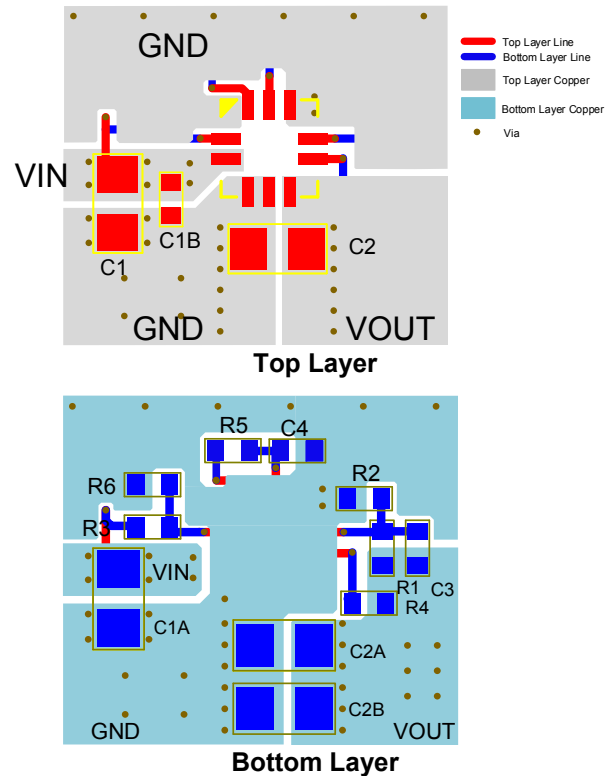 GND
Top Layer Line
Bottom Layer Line
Top Layer Copper
Bottom Layer Copper
Via
VIN
C1
C1B
C2
GND
VOUT
Top Layer
R5
C4
R6
R2
R3
VIN
R1
C3
R4
C1A
C2A
C2B
GND
VOUT
Bottom Layer